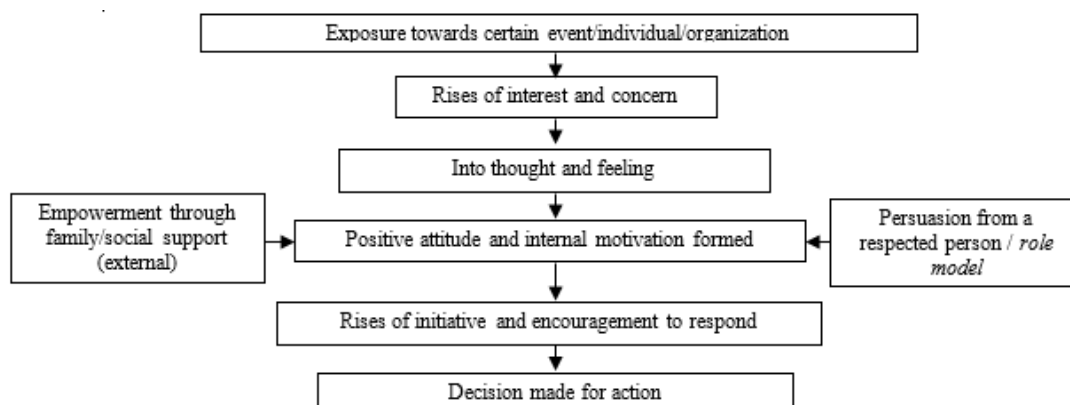 Exposure towards certain event/individual/organization
Rises of interest and concern
Into thought and feeling
Empowerment through
family/social support
(external)
Positive attitude and internal motivation formed
Persuasion from a
respected person / role
model
Rises of initiative and encouragement to respond
Decision made for action